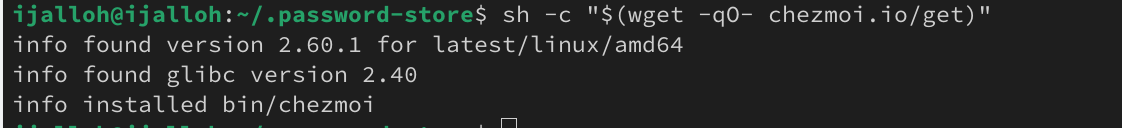 ijalloh@ijalloh:~/.password-store$ sh -c "$(wget -qO- chezmoi.io/get)"
info found version 2.60.1 for latest/linux/amd64
info found glibc version 2.40
info installed bin/chezmoi